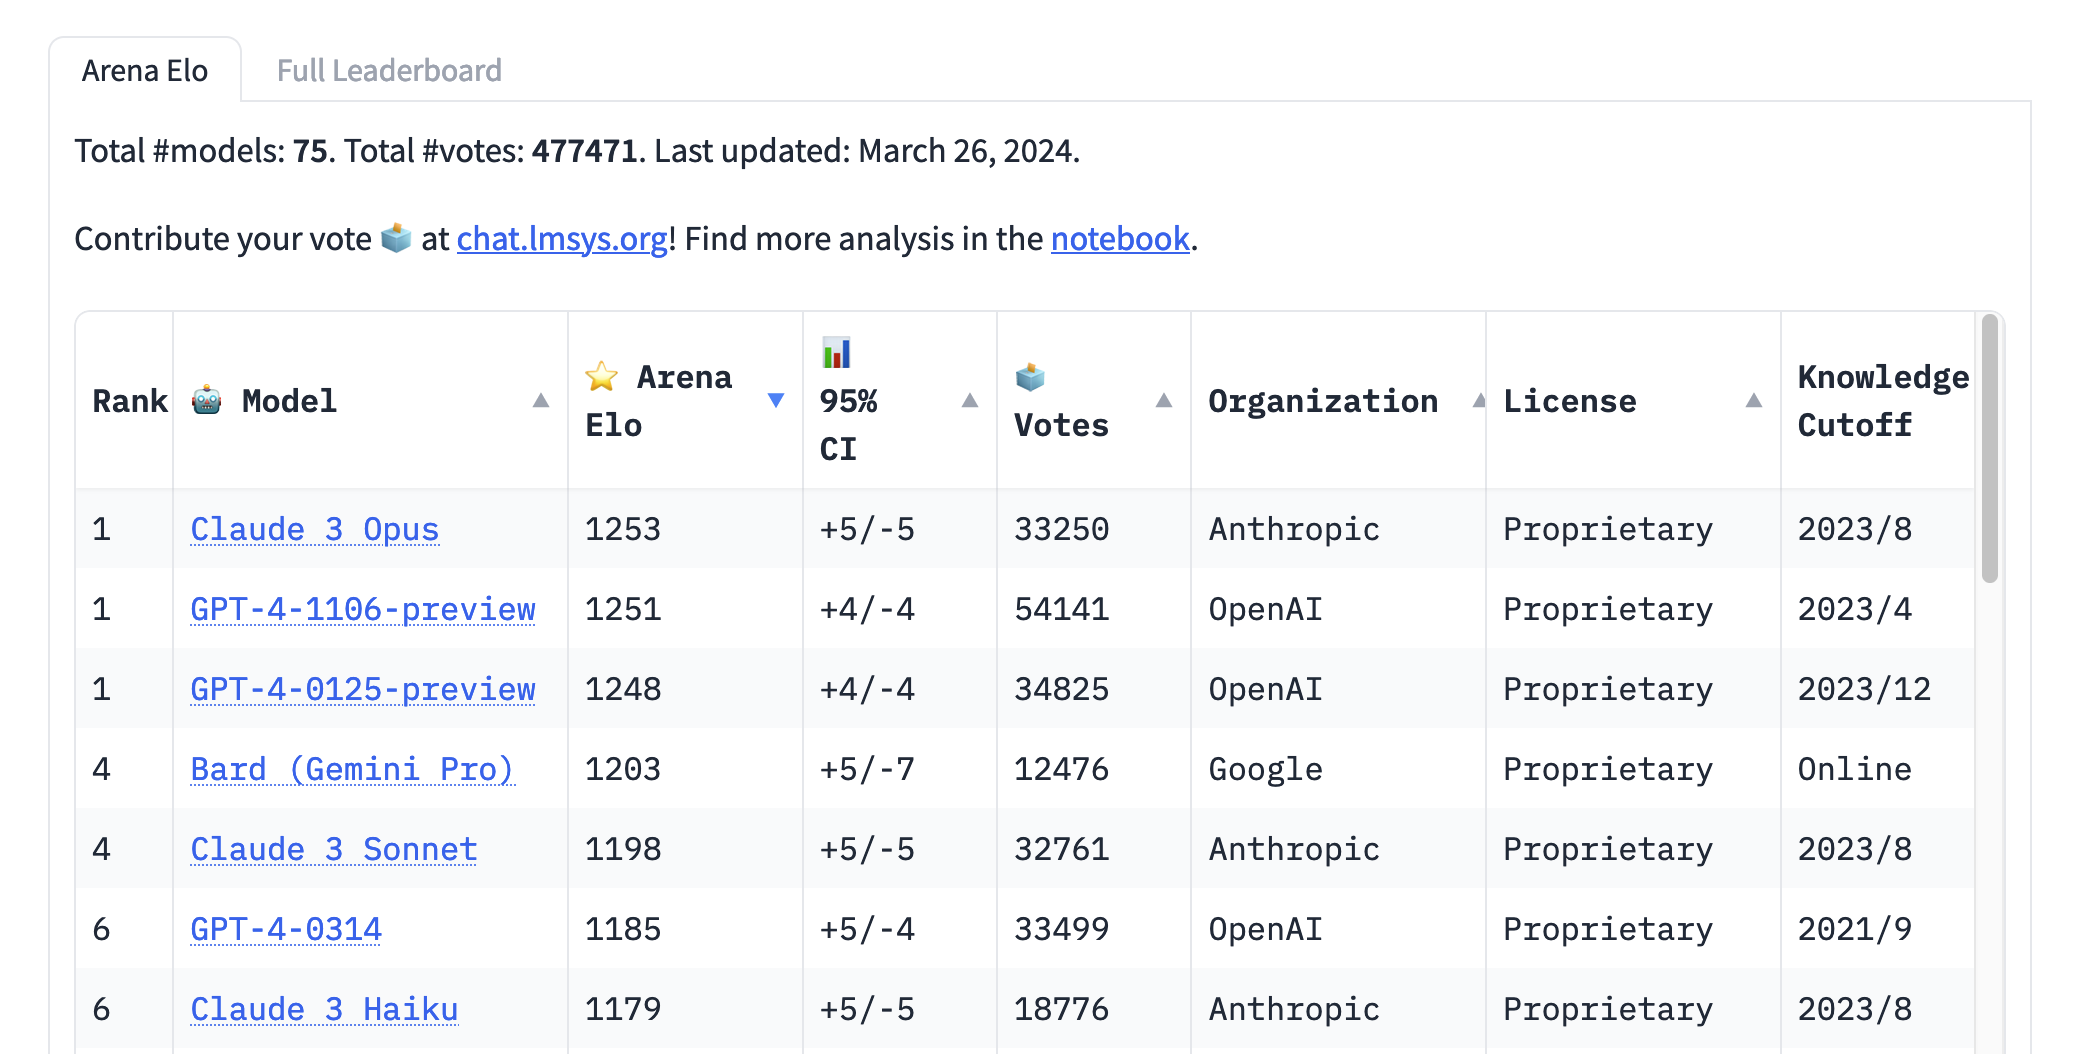 Arena Elo Full Leaderboard
Total #models: 75. Total #votes: 477471. Last updated: March 26, 2024.
Contribute your vote 🗳️ at chat.lmsys.org! Find more analysis in the notebook.
Rank 🤖 Model ▲ ⭐ Arena Elo ▼ 📊 95% CI ▲ 🗳️ Votes ▲ Organization ▲ License ▲ Knowledge Cutoff
1 Claude 3 Opus 1253 +5/-5 33250 Anthropic Proprietary 2023/8
1 GPT-4-1106-preview 1251 +4/-4 54141 OpenAI Proprietary 2023/4
1 GPT-4-0125-preview 1248 +4/-4 34825 OpenAI Proprietary 2023/12
4 Bard (Gemini Pro) 1203 +5/-7 12476 Google Proprietary Online
4 Claude 3 Sonnet 1198 +5/-5 32761 Anthropic Proprietary 2023/8
6 GPT-4-0314 1185 +5/-4 33499 OpenAI Proprietary 2021/9
6 Claude 3 Haiku 1179 +5/-5 18776 Anthropic Proprietary 2023/8